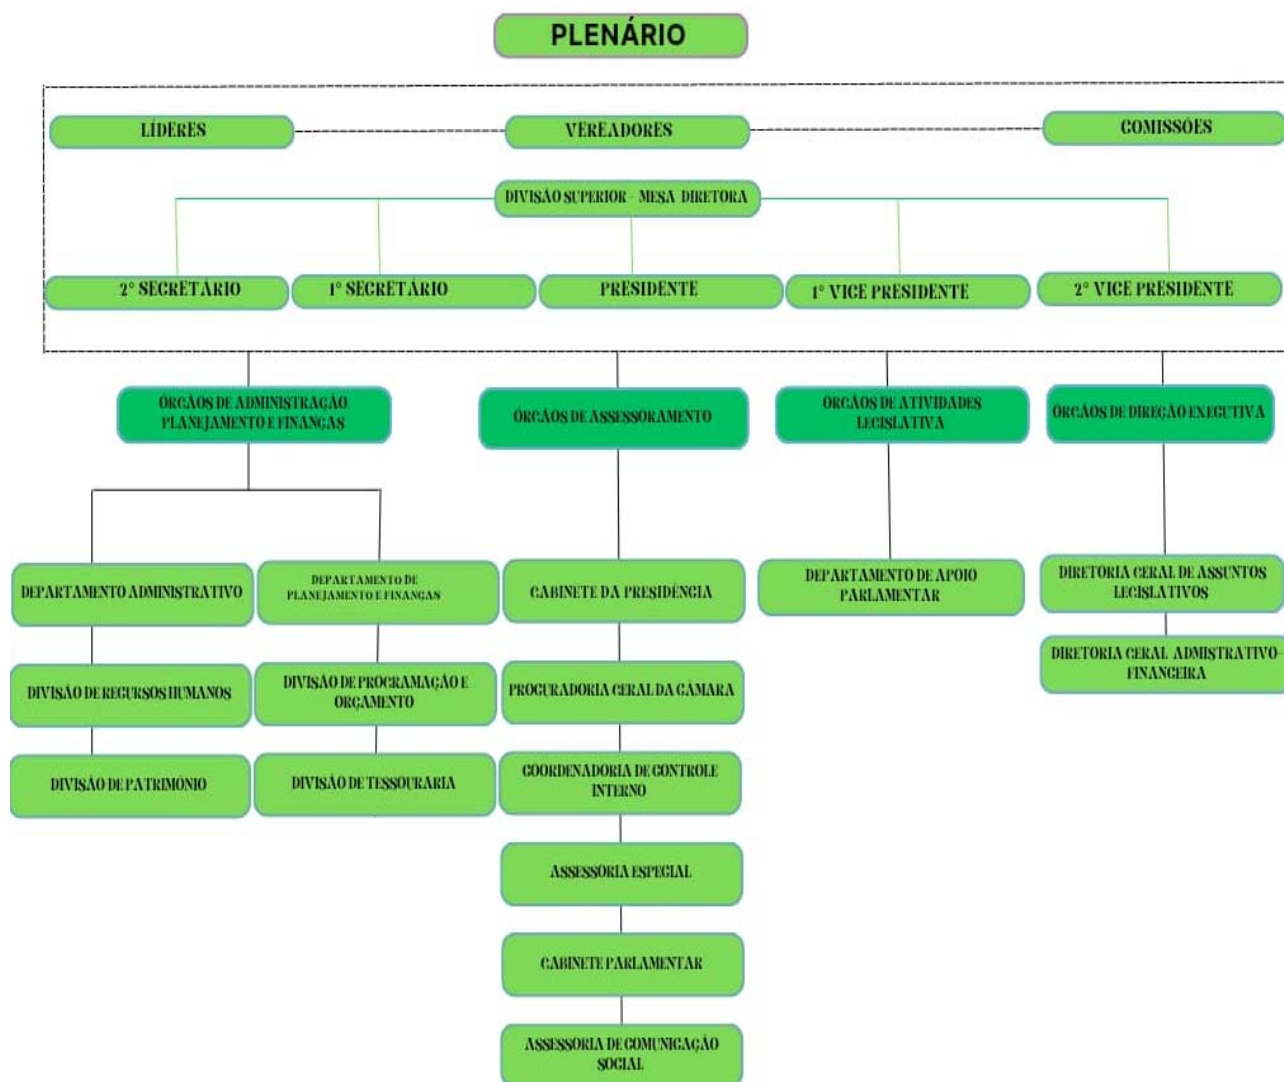 PLENÁRIO
LÍDERES
VEREADORES
COMISSÕES
DIVISÃO SUPERIOR - MESA DIRETORA
2º SECRETÁRIO
1º SECRETÁRIO
PRESIDENTE
1º VICE PRESIDENTE
2º VICE PRESIDENTE
ÓRGÃOS DE ADMINISTRAÇÃO
PLANEJAMENTO E FINANÇAS
ÓRGÃOS DE ASSESSORAMENTO
ÓRGÃOS DE ATIVIDADES
LEGISLATIVA
ÓRGÃOS DE DIREÇÃO EXECUTIVA
DEPARTAMENTO ADMINISTRATIVO
DEPARTAMENTO DE
PLANEJAMENTO E FINANÇAS
GABINETE DA PRESIDÊNCIA
DEPARTAMENTO DE APOIO
PARLAMENTAR
DIRETORIA GERAL DE ASSUNTOS
LEGISLATIVOS
DIVISÃO DE RECURSOS HUMANOS
DIVISÃO DE PROGRAMAÇÃO E
ORÇAMENTO
PROCURADORIA GERAL DA CÂMARA
DIRETORIA GERAL ADMISTRATIVO-
FINANCEIRA
DIVISÃO DE PATRIMÔNIO
DIVISÃO DE TESSOURARIA
COORDENADORIA DE CONTROLE
INTERNO
ASSESSORIA ESPECIAL
GABINETE PARLAMENTAR
ASSESSORIA DE COMUNICAÇÃO
SOCIAL